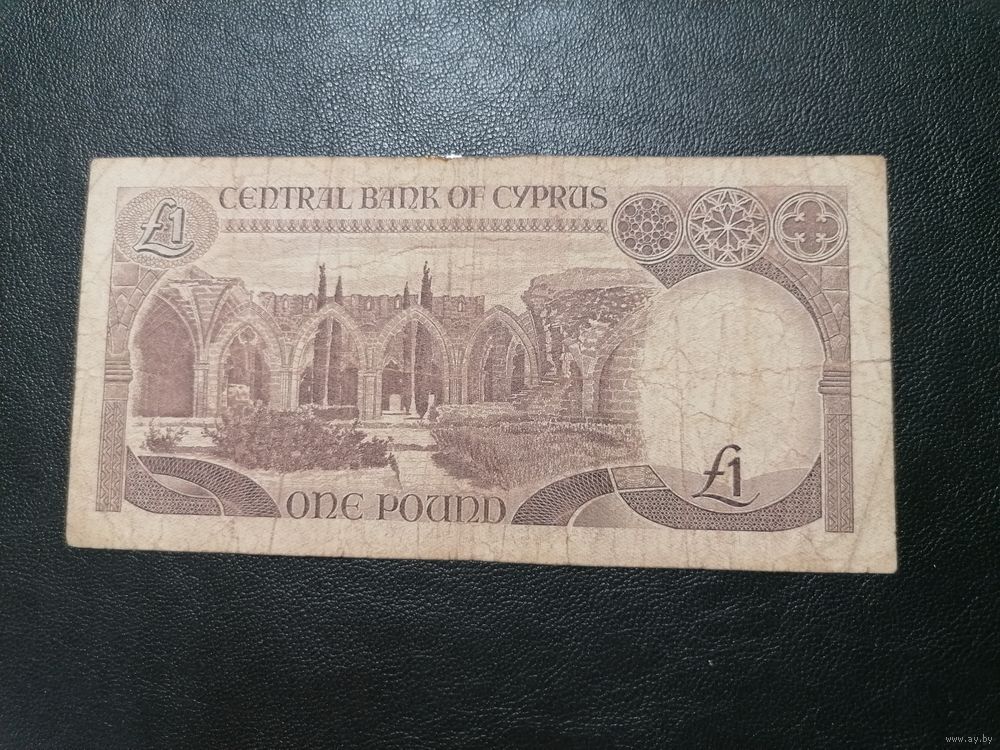 £1
CENTRAL BANK OF CYPRUS
£1
ONE POUND
www.ay.by